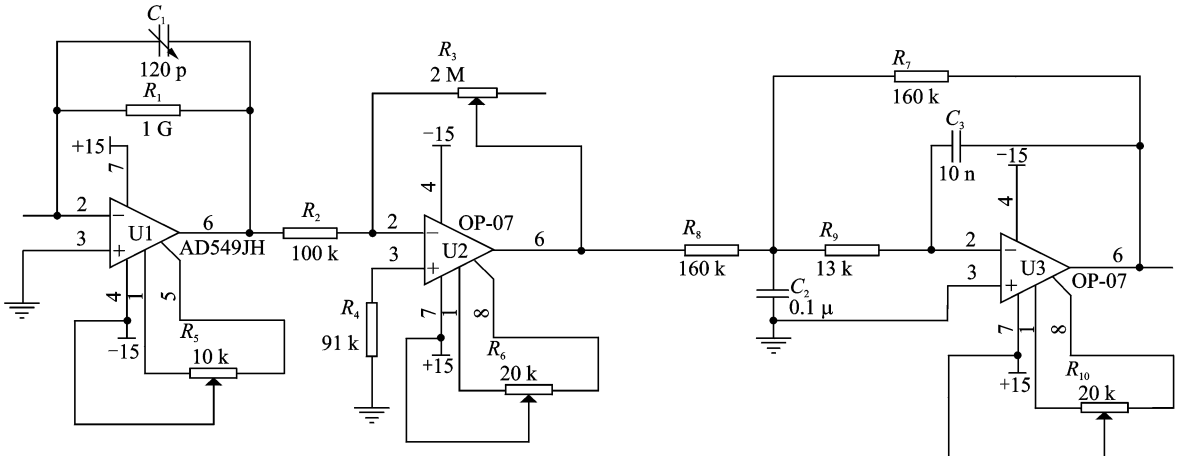 C₁
120 p
R₁
1 G
+15
7
2
3
U1
6
AD549JH
4
1
5
−15
R₅
10 k
R₂
100 k
R₃
2 M
−15
4
2
3
OP-07
U2
6
R₄
91 k
7
1
8
+15
R₆
20 k
R₇
160 k
C₃
10 n
−15
4
R₈
160 k
R₉
13 k
C₂
0.1 μ
2
3
U3
6
OP-07
7
1
8
+15
R₁₀
20 k